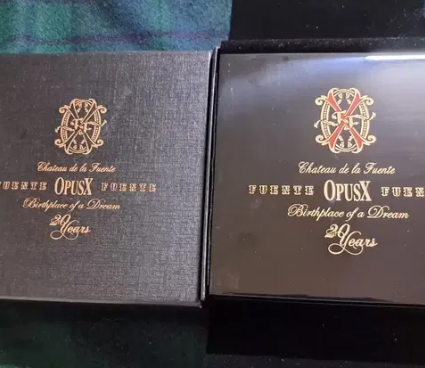 Chateau de la Fuente
FUENTE OPUSX FUENTE
Birthplace of a Dream
20 Years
Chateau de la Fuente
FUENTE OPUSX FUEN
Birthplace of a Dream
20 Years